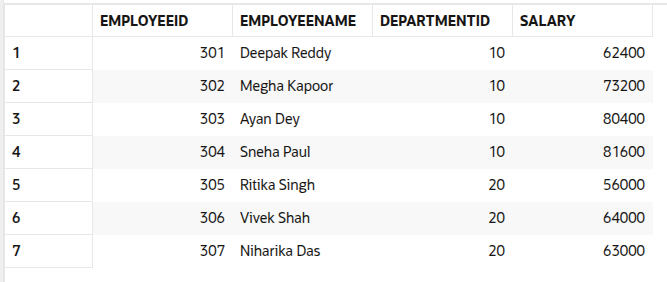 EMPLOYEEID EMPLOYEENAME DEPARTMENTID SALARY
1 301 Deepak Reddy 10 62400
2 302 Megha Kapoor 10 73200
3 303 Ayan Dey 10 80400
4 304 Sneha Paul 10 81600
5 305 Ritika Singh 20 56000
6 306 Vivek Shah 20 64000
7 307 Niharika Das 20 63000